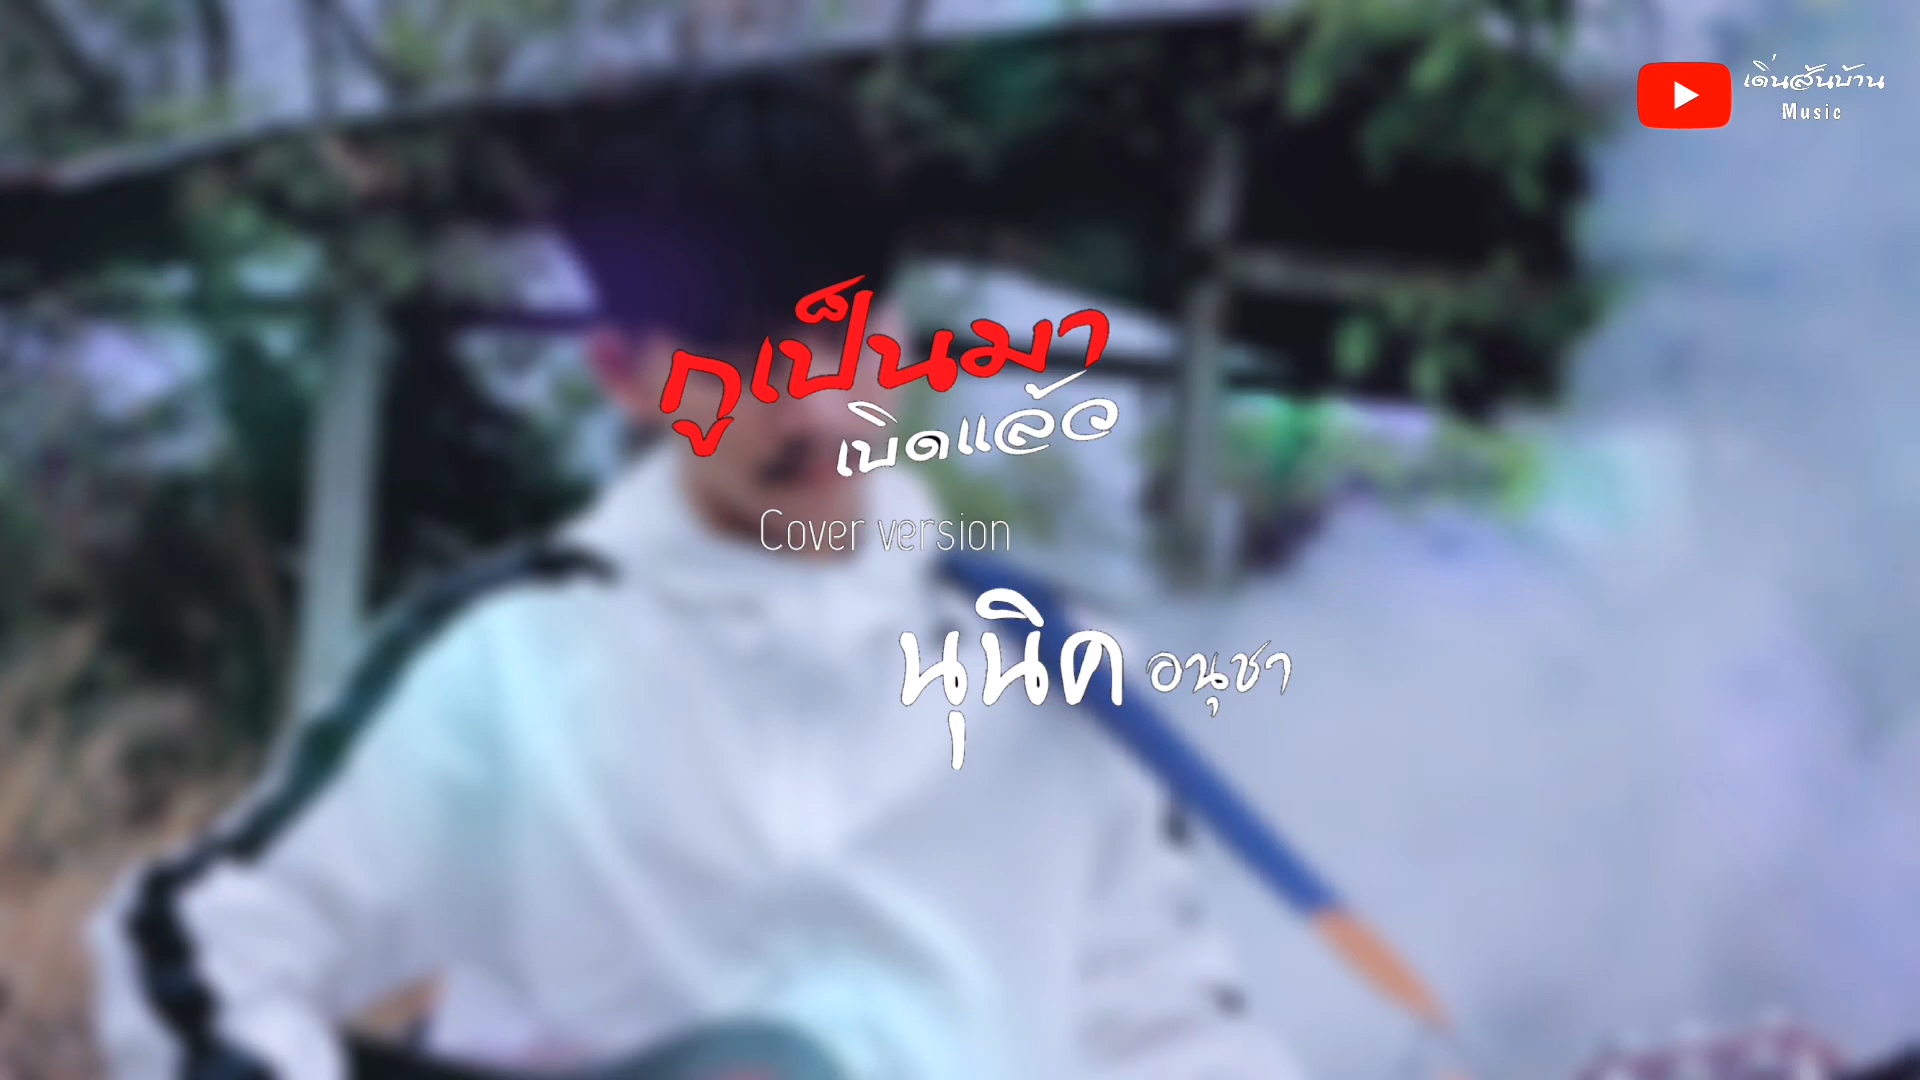 เดิ่นส้นบ้าน
Music
กูเป็นมา
เบิดแล้ว
Cover version
นุนิค อนุชา